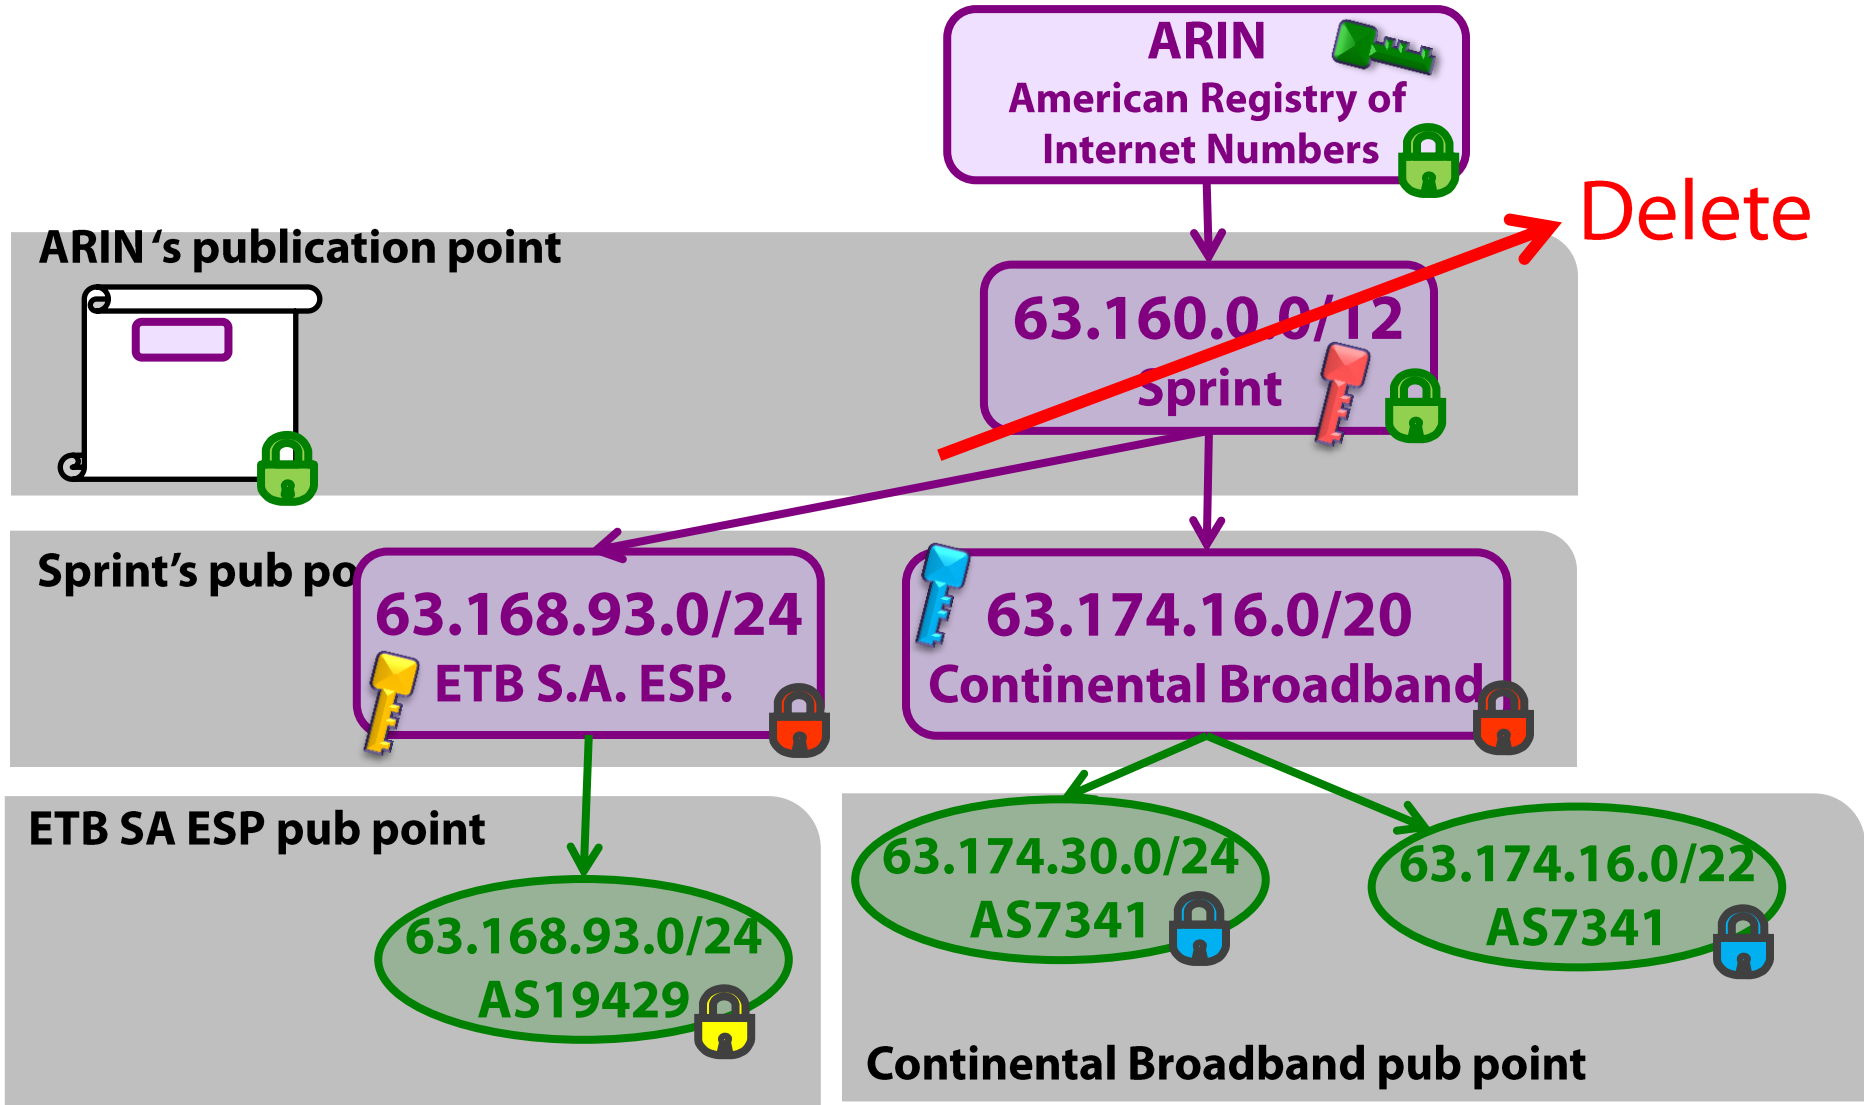 ARIN
American Registry of
Internet Numbers
Delete
ARIN ‘s publication point
63.160.0.0/12
Sprint
Sprint’s pub po
63.168.93.0/24
ETB S.A. ESP.
63.174.16.0/20
Continental Broadband
ETB SA ESP pub point
63.168.93.0/24
AS19429
63.174.30.0/24
AS7341
63.174.16.0/22
AS7341
Continental Broadband pub point